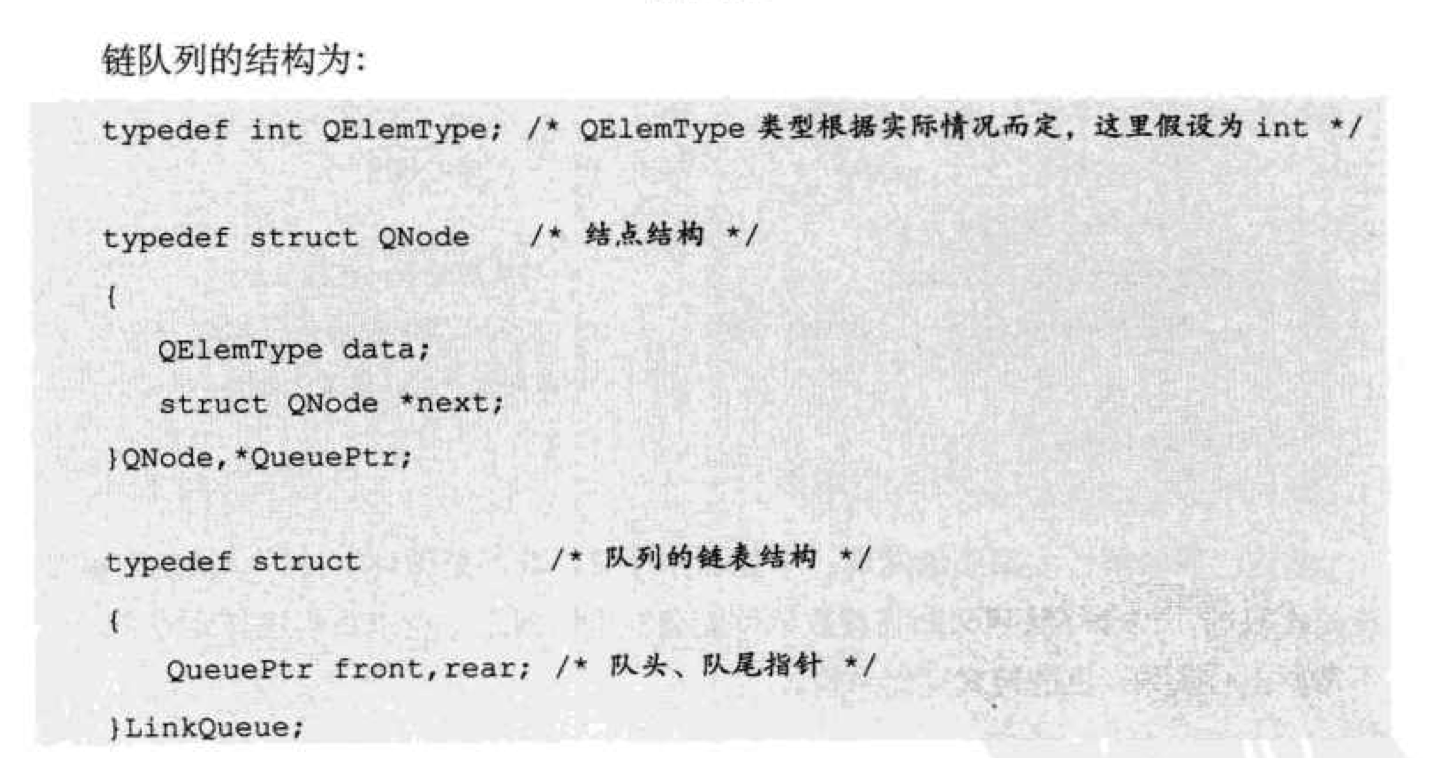 链队列的结构为:
typedef int QElemType; /* QElemType 类型根据实际情况而定, 这里假设为 int */
typedef struct QNode /* 结点结构 */
{
QElemType data;
struct QNode *next;
}QNode,*QueuePtr;
typedef struct /* 队列的链表结构 */
{
QueuePtr front,rear; /* 队头、队尾指针 */
}LinkQueue;